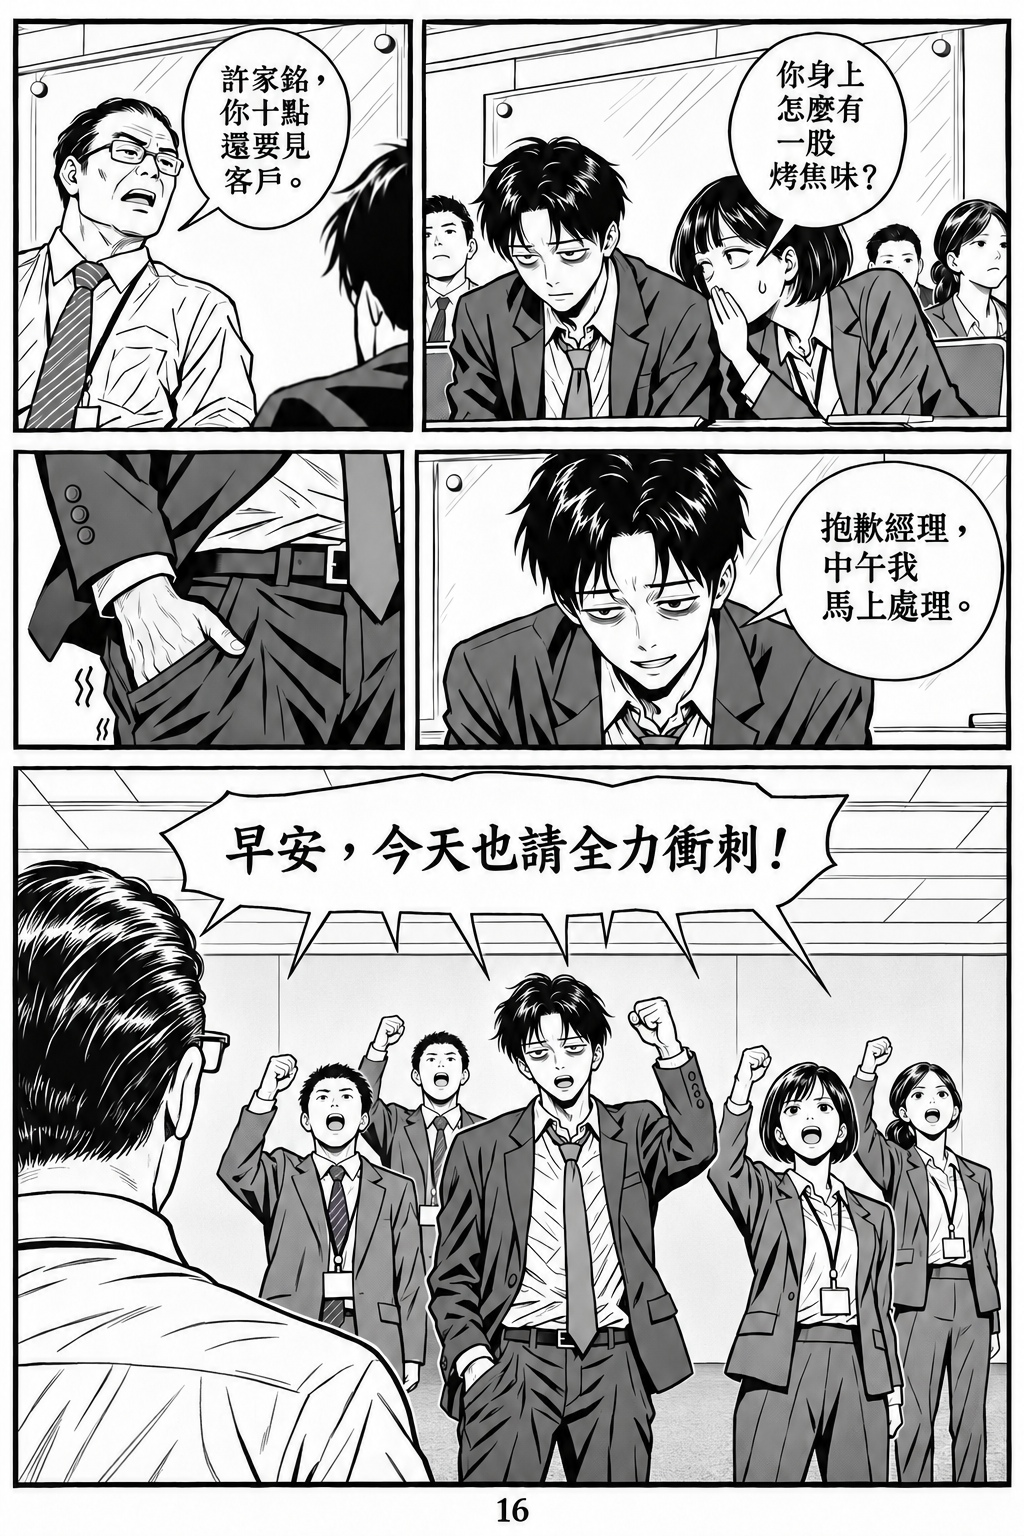 許家銘，
你十點
還要見
客戶。
你身上
怎麼有
一股
烤焦味？
抱歉經理，
中午我
馬上處理。
早安，今天也請全力衝刺！
16